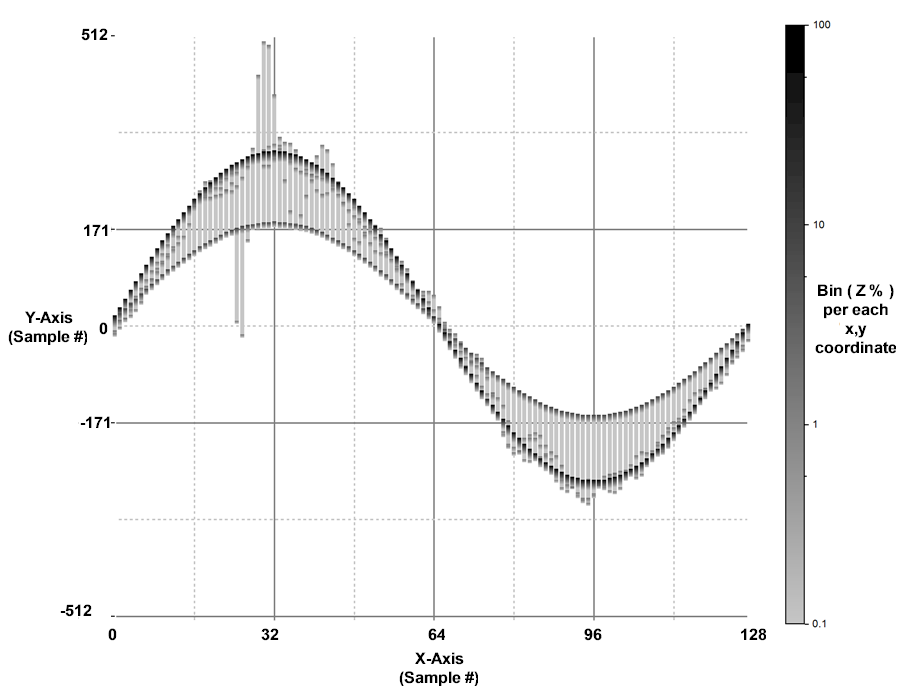 512
171
0
-171
-512
Y-Axis
(Sample #)
0
32
64
96
128
X-Axis
(Sample #)
100
10
1
0.1
Bin ( Z % )
per each
x,y
coordinate